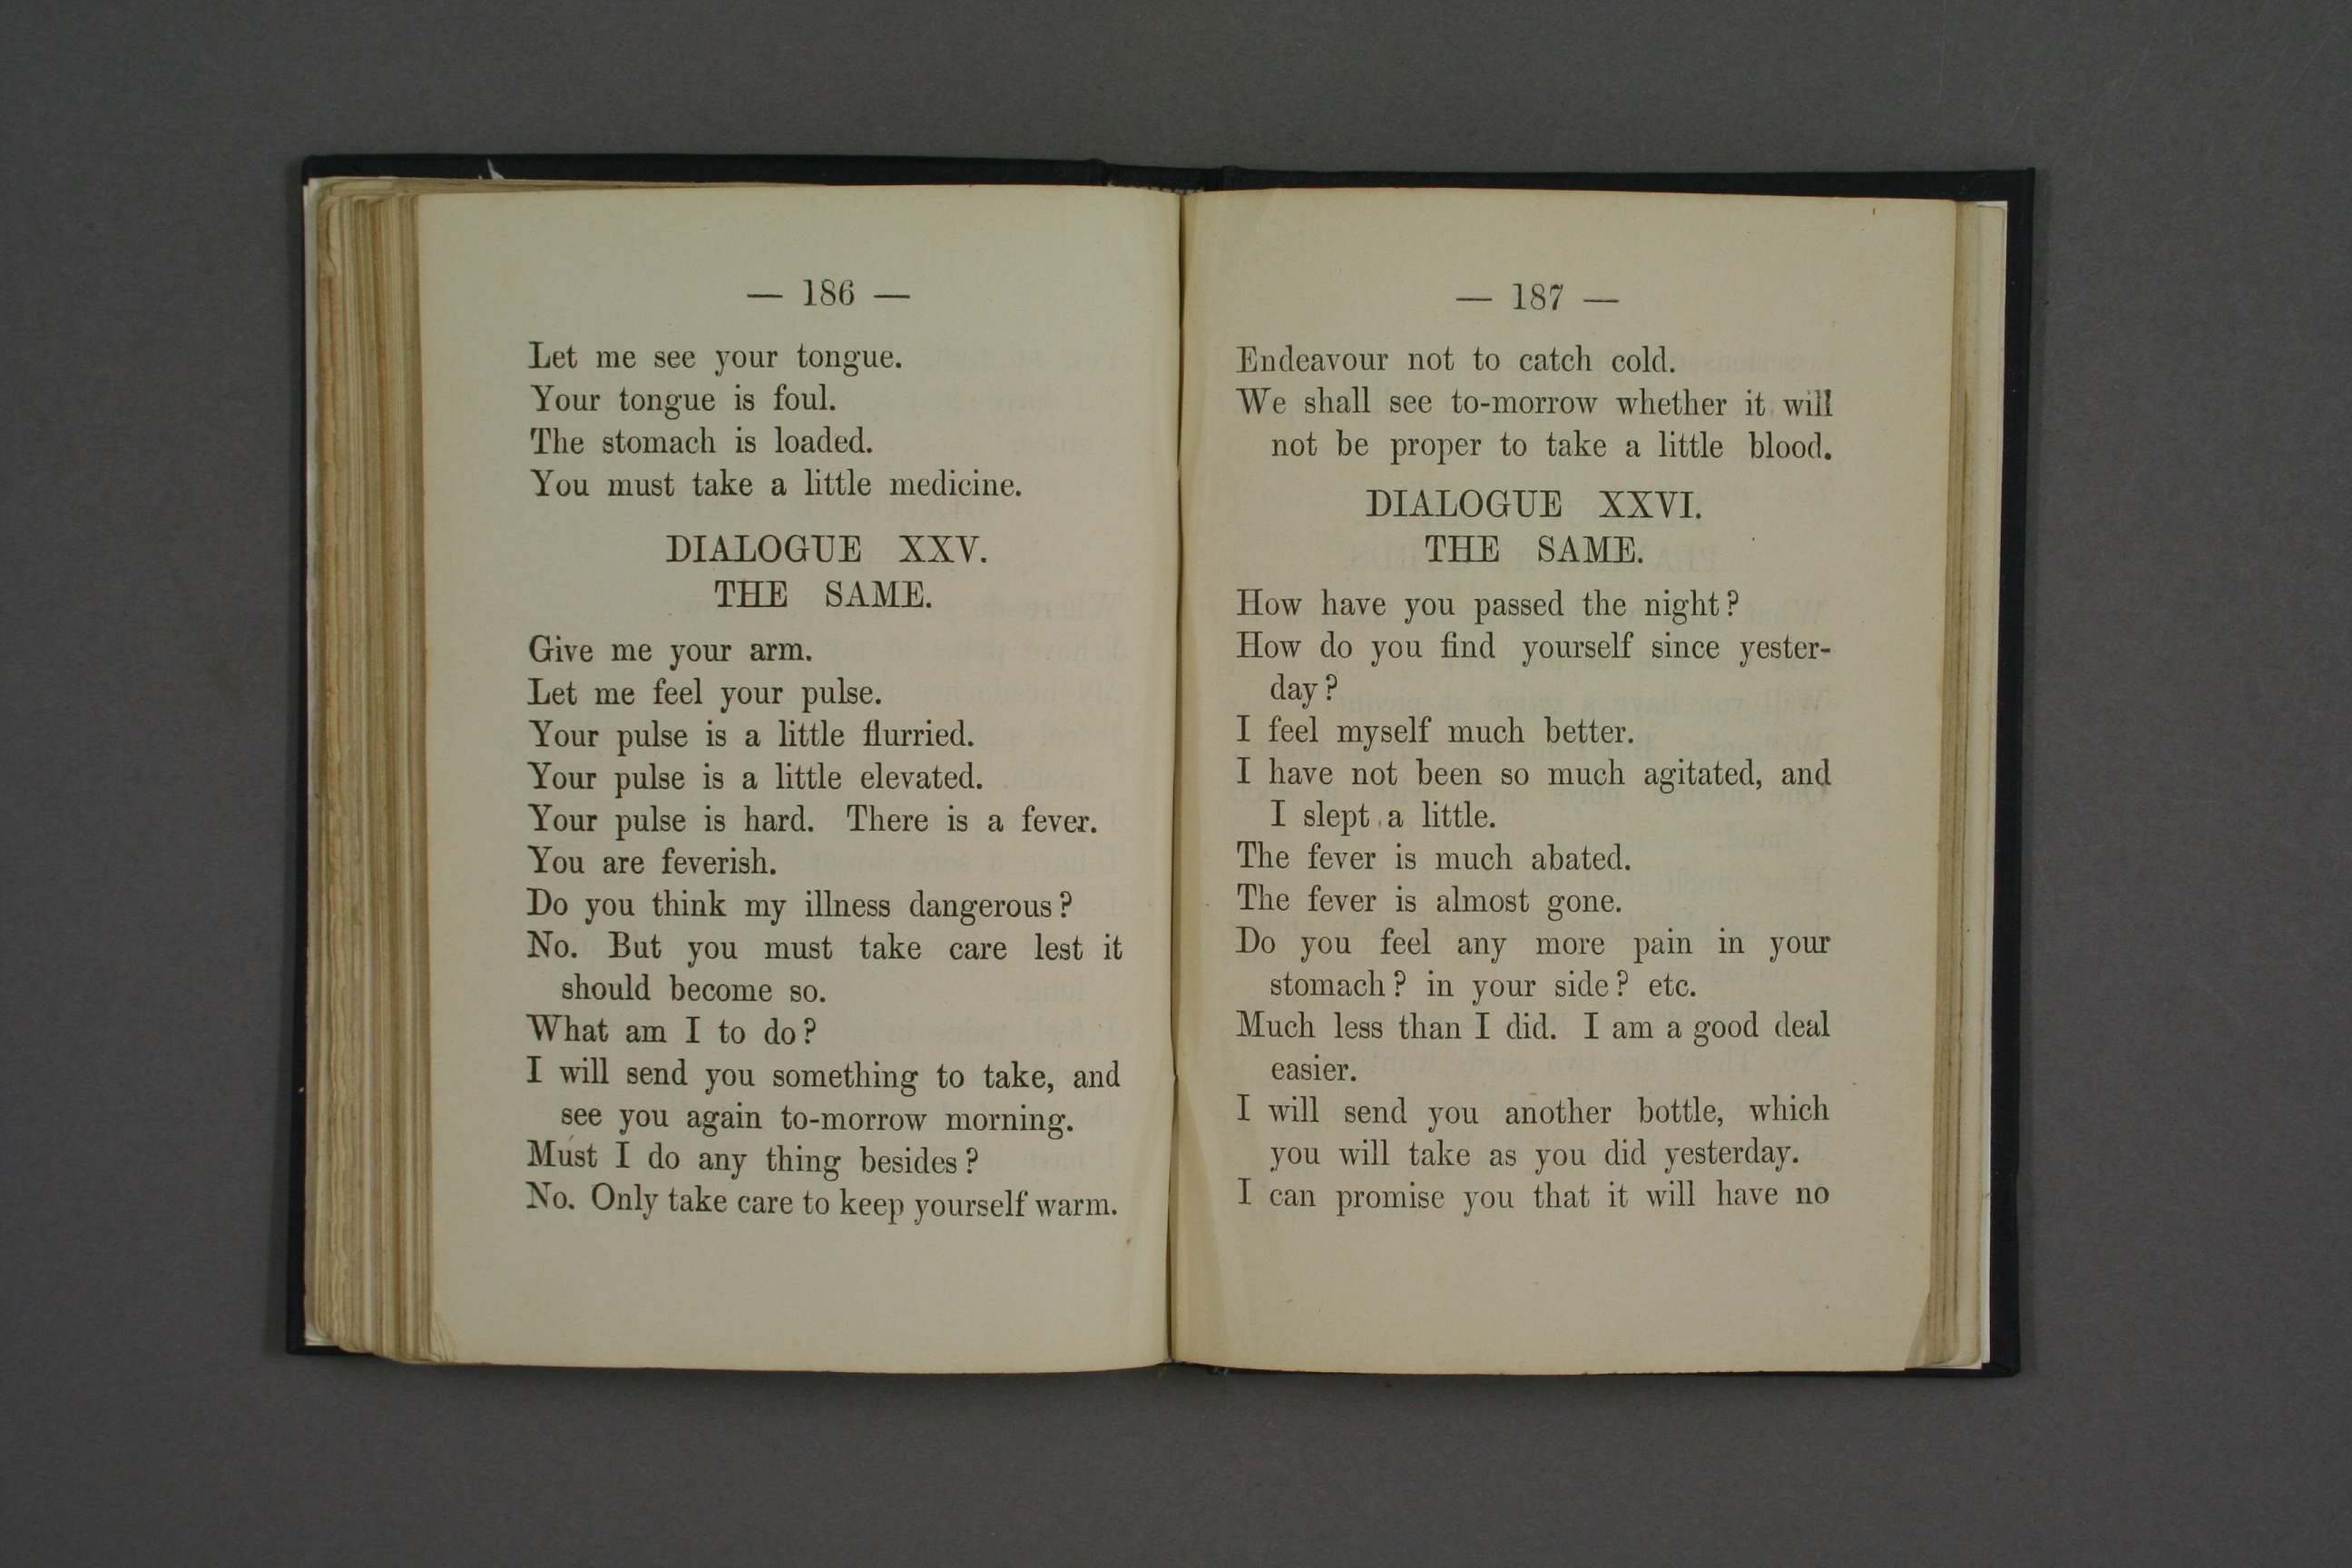 — 186 —
Let me see your tongue.
Your tongue is foul.
The stomach is loaded.
You must take a little medicine.
DIALOGUE XXV.
THE SAME.
Give me your arm.
Let me feel your pulse.
Your pulse is a little flurried.
Your pulse is a little elevated.
Your pulse is hard. There is a fever.
You are feverish.
Do you think my illness dangerous?
No. But you must take care lest it
should become so.
What am I to do?
I will send you something to take, and
see you again to-morrow morning.
Must I do any thing besides?
No. Only take care to keep yourself warm.
— 187 —
Endeavour not to catch cold.
We shall see to-morrow whether it will
not be proper to take a little blood.
DIALOGUE XXVI.
THE SAME.
How have you passed the night?
How do you find yourself since yester-
day?
I feel myself much better.
I have not been so much agitated, and
I slept a little.
The fever is much abated.
The fever is almost gone.
Do you feel any more pain in your
stomach? in your side? etc.
Much less than I did. I am a good deal
easier.
I will send you another bottle, which
you will take as you did yesterday.
I can promise you that it will have no